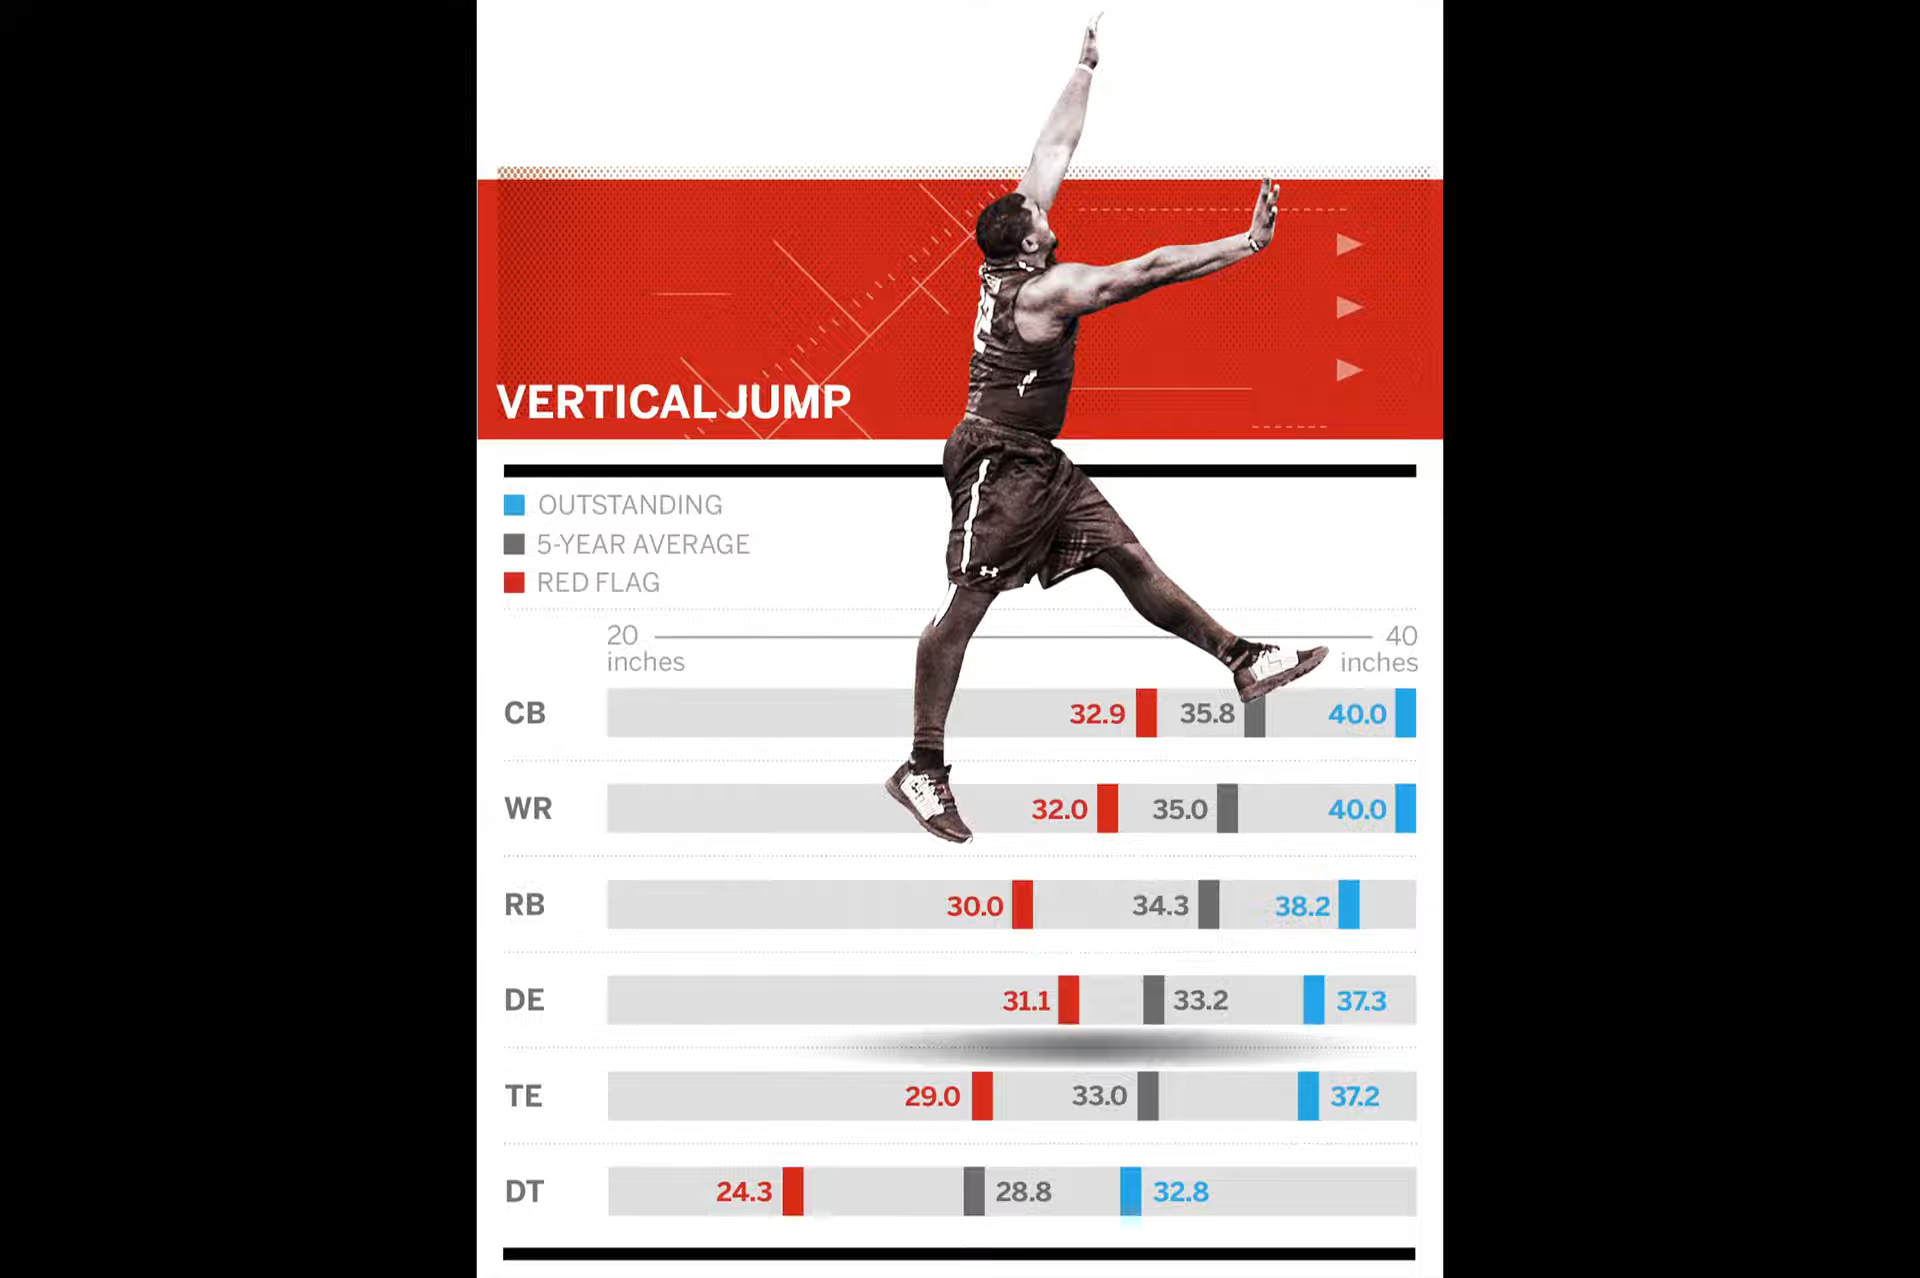 VERTICAL JUMP
OUTSTANDING
5-YEAR AVERAGE
RED FLAG
20 40
inches inches
CB 32.9 35.8 40.0
WR 32.0 35.0 40.0
RB 30.0 34.3 38.2
DE 31.1 33.2 37.3
TE 29.0 33.0 37.2
DT 24.3 28.8 32.8